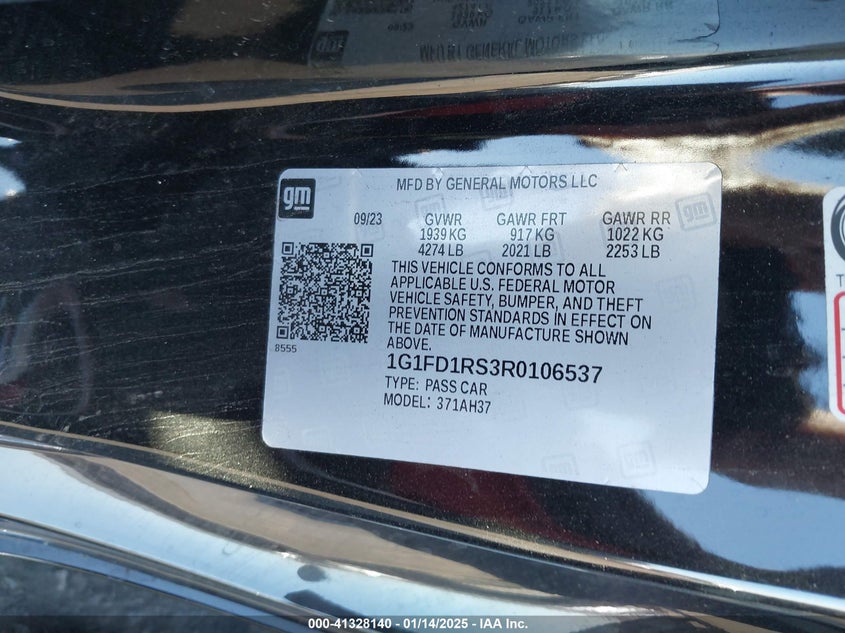 MFD BY GENERAL MOTORS LLC
gm
09/23 GVWR GAWR FRT GAWR RR
1939 KG 917 KG 1022 KG
4274 LB 2021 LB 2253 LB
THIS VEHICLE CONFORMS TO ALL
APPLICABLE U.S. FEDERAL MOTOR
VEHICLE SAFETY, BUMPER, AND THEFT
PREVENTION STANDARDS IN EFFECT ON
THE DATE OF MANUFACTURE SHOWN
ABOVE.
8555
1G1FD1RS3R0106537
TYPE: PASS CAR
MODEL: 371AH37
000-41328140 - 01/14/2025 - IAA Inc.